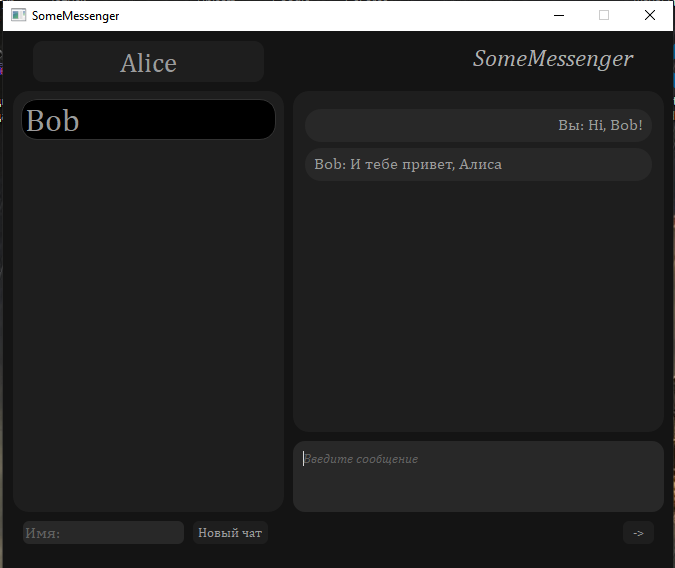 SomeMessenger
Alice
SomeMessenger
Bob
Вы: Hi, Bob!
Bob: И тебе привет, Алиса
Введите сообщение
Имя:
Новый чат
->